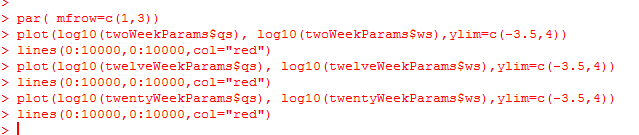 >
> par( mfrow=c(1,3))
> plot(log10(twoWeekParams$qs), log10(twoWeekParams$ws),ylim=c(-3.5,4))
> lines(0:10000,0:10000,col="red")
> plot(log10(twelveWeekParams$qs), log10(twelveWeekParams$ws),ylim=c(-3.5,4))
> lines(0:10000,0:10000,col="red")
> plot(log10(twentyWeekParams$qs), log10(twentyWeekParams$ws),ylim=c(-3.5,4))
> lines(0:10000,0:10000,col="red")
>